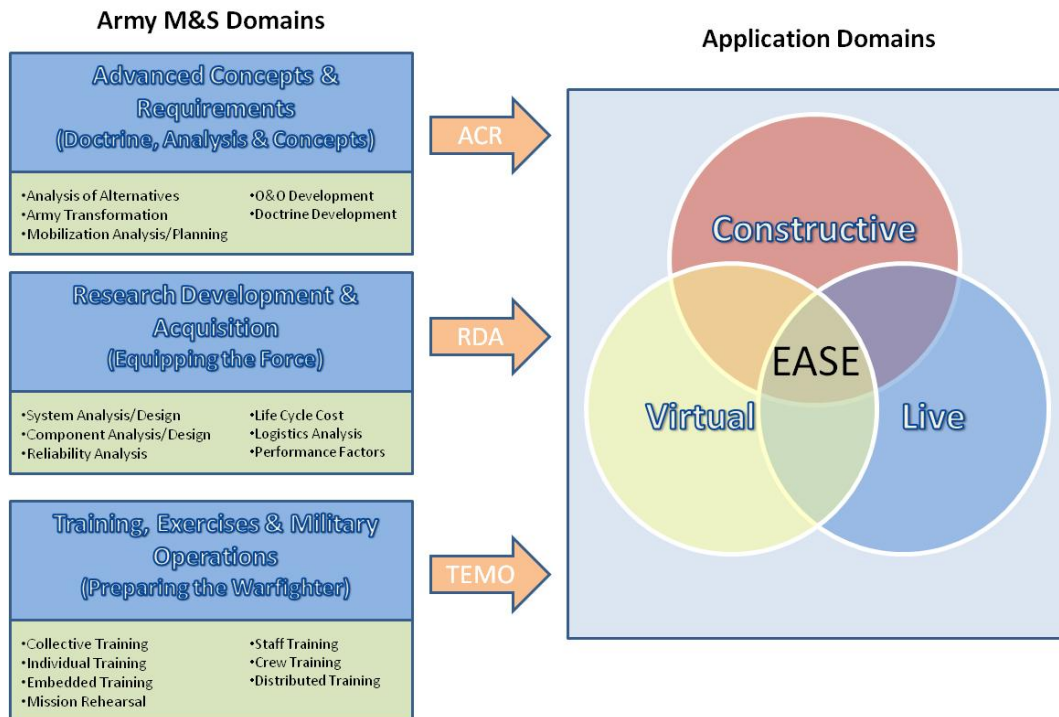 Army M&S Domains
Advanced Concepts &
Requirements
(Doctrine, Analysis & Concepts)
•Analysis of Alternatives
•Army Transformation
•Mobilization Analysis/Planning
•O&O Development
•Doctrine Development
ACR
Research Development &
Acquisition
(Equipping the Force)
•System Analysis/Design
•Component Analysis/Design
•Reliability Analysis
•Life Cycle Cost
•Logistics Analysis
•Performance Factors
RDA
Training, Exercises & Military
Operations
(Preparing the Warfighter)
•Collective Training
•Individual Training
•Embedded Training
•Mission Rehearsal
•Staff Training
•Crew Training
•Distributed Training
TEMO
Application Domains
Constructive
EASE
Virtual
Live